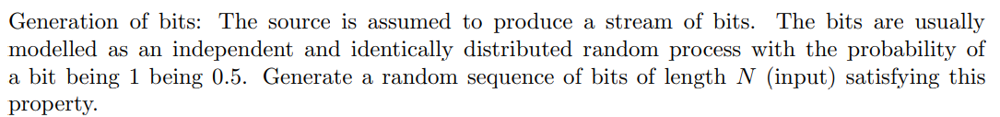 Generation of bits: The source is assumed to produce a stream of bits. The bits are usually
modelled as an independent and identically distributed random process with the probability of
a bit being 1 being 0.5. Generate a random sequence of bits of length N (input) satisfying this
property.